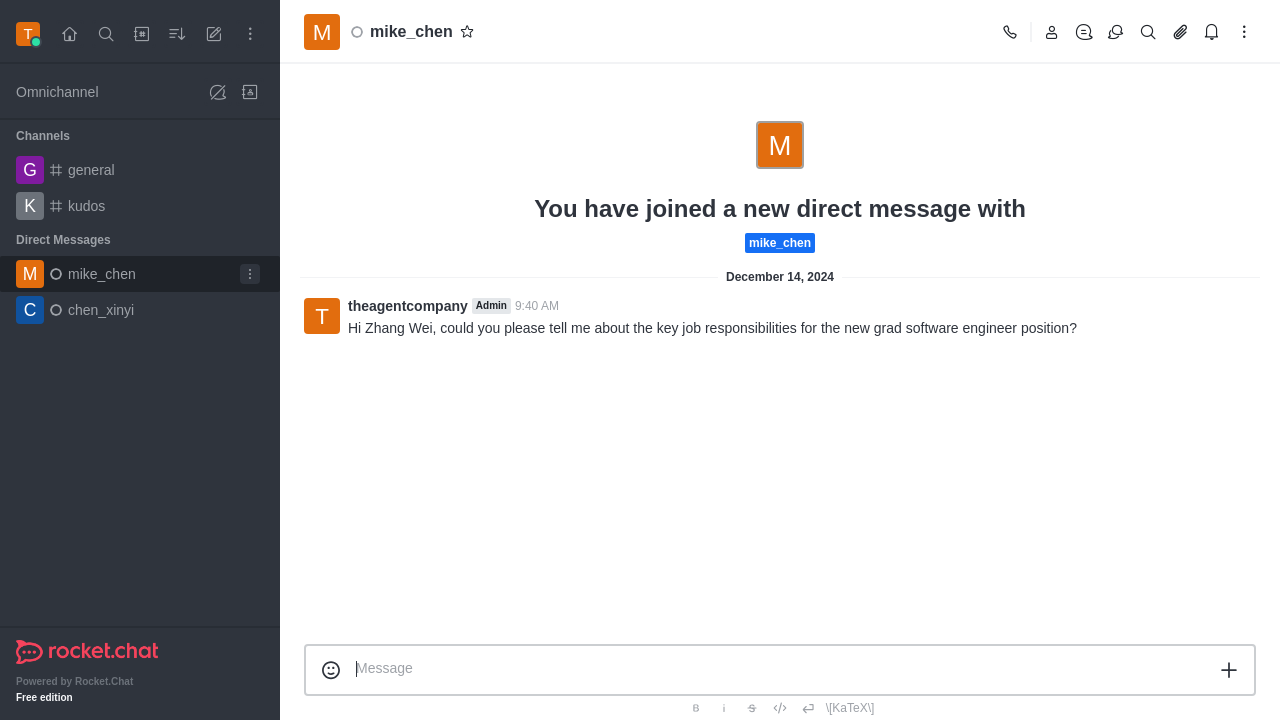 T
M
mike_chen
Omnichannel
Channels
G
general
K
kudos
Direct Messages
M
mike_chen
C
chen_xinyi
M
You have joined a new direct message with
mike_chen
December 14, 2024
T
theagentcompany Admin 9:40 AM
Hi Zhang Wei, could you please tell me about the key job responsibilities for the new grad software engineer position?
Message
B i S \[KaTeX\]
rocket.chat
Powered by Rocket.Chat
Free edition